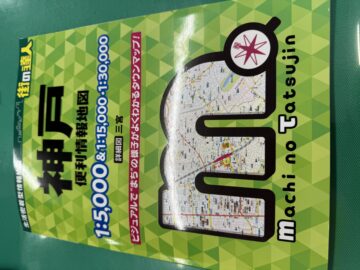 街の達人
神戸
便利情報地図
1:5,000 & 1:15,000・1:30,000
詳細図 三宮
ビジュアルで"まち"の様子がよくわかるタウンマップ!
machi no tatsujin